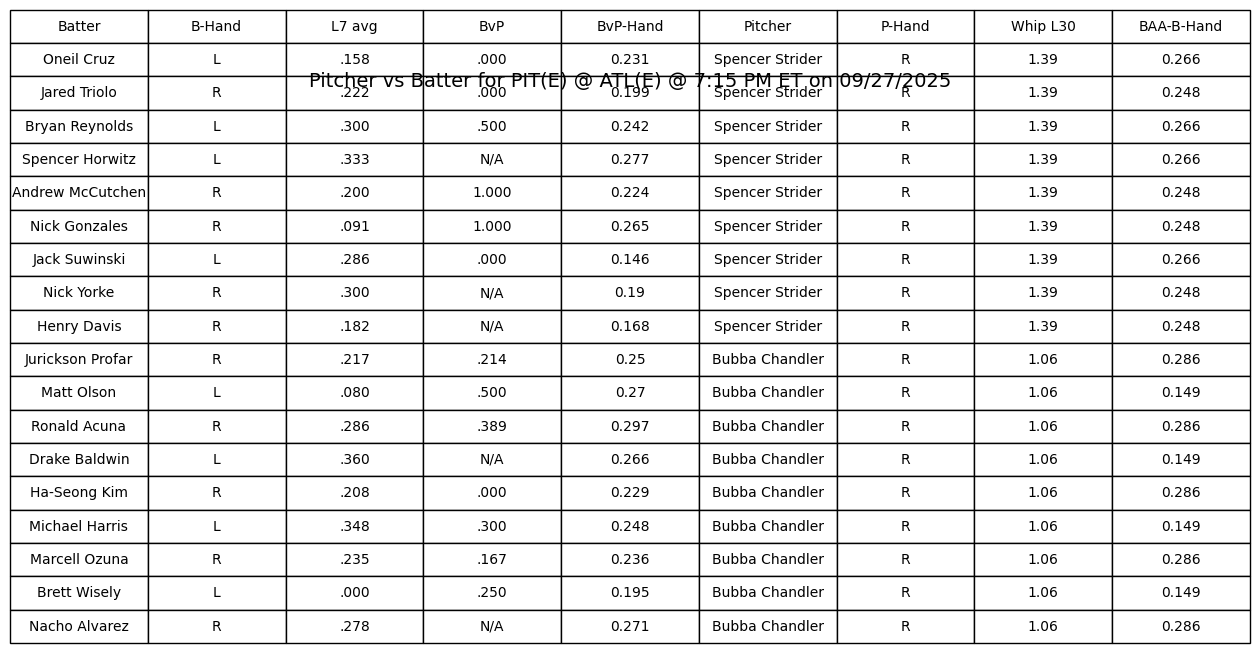 Batter B-Hand L7 avg BvP BvP-Hand Pitcher P-Hand Whip L30 BAA-B-Hand
Oneil Cruz L .158 .000 0.231 Spencer Strider R 1.39 0.266
Pitcher vs Batter for PIT(E) @ ATL(E) @ 7:15 PM ET on 09/27/2025
Jared Triolo R .222 .000 0.199 Spencer Strider R 1.39 0.248
Bryan Reynolds L .300 .500 0.242 Spencer Strider R 1.39 0.266
Spencer Horwitz L .333 N/A 0.277 Spencer Strider R 1.39 0.266
Andrew McCutchen R .200 1.000 0.224 Spencer Strider R 1.39 0.248
Nick Gonzales R .091 1.000 0.265 Spencer Strider R 1.39 0.248
Jack Suwinski L .286 .000 0.146 Spencer Strider R 1.39 0.266
Nick Yorke R .300 N/A 0.19 Spencer Strider R 1.39 0.248
Henry Davis R .182 N/A 0.168 Spencer Strider R 1.39 0.248
Jurickson Profar R .217 .214 0.25 Bubba Chandler R 1.06 0.286
Matt Olson L .080 .500 0.27 Bubba Chandler R 1.06 0.149
Ronald Acuna R .286 .389 0.297 Bubba Chandler R 1.06 0.286
Drake Baldwin L .360 N/A 0.266 Bubba Chandler R 1.06 0.149
Ha-Seong Kim R .208 .000 0.229 Bubba Chandler R 1.06 0.286
Michael Harris L .348 .300 0.248 Bubba Chandler R 1.06 0.149
Marcell Ozuna R .235 .167 0.236 Bubba Chandler R 1.06 0.286
Brett Wisely L .000 .250 0.195 Bubba Chandler R 1.06 0.149
Nacho Alvarez R .278 N/A 0.271 Bubba Chandler R 1.06 0.286